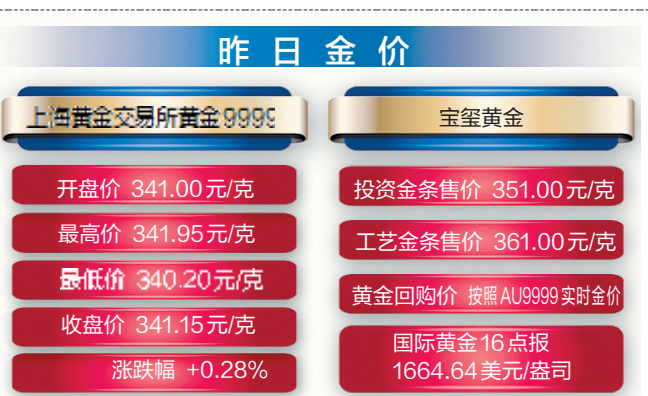 昨日金价
上海黄金交易所黄金9999
开盘价 341.00元/克
最高价 341.95元/克
最低价 340.20元/克
收盘价 341.15元/克
涨跌幅 +0.28%
宝玺黄金
投资金条售价 351.00元/克
工艺金条售价 361.00元/克
黄金回购价 按照AU9999实时金价
国际黄金16点报
1664.64美元/盎司